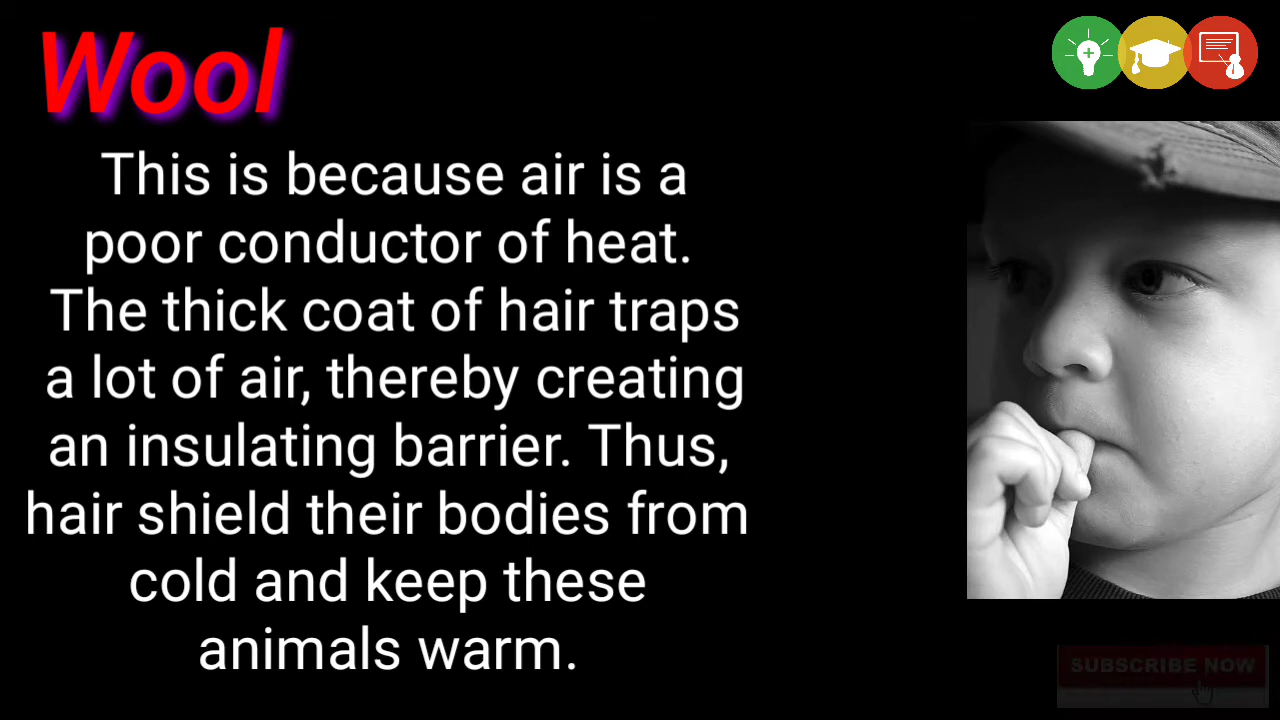 Wool
This is because air is a
poor conductor of heat.
The thick coat of hair traps
a lot of air, thereby creating
an insulating barrier. Thus,
hair shield their bodies from
cold and keep these
animals warm.
SUBSCRIBE NOW